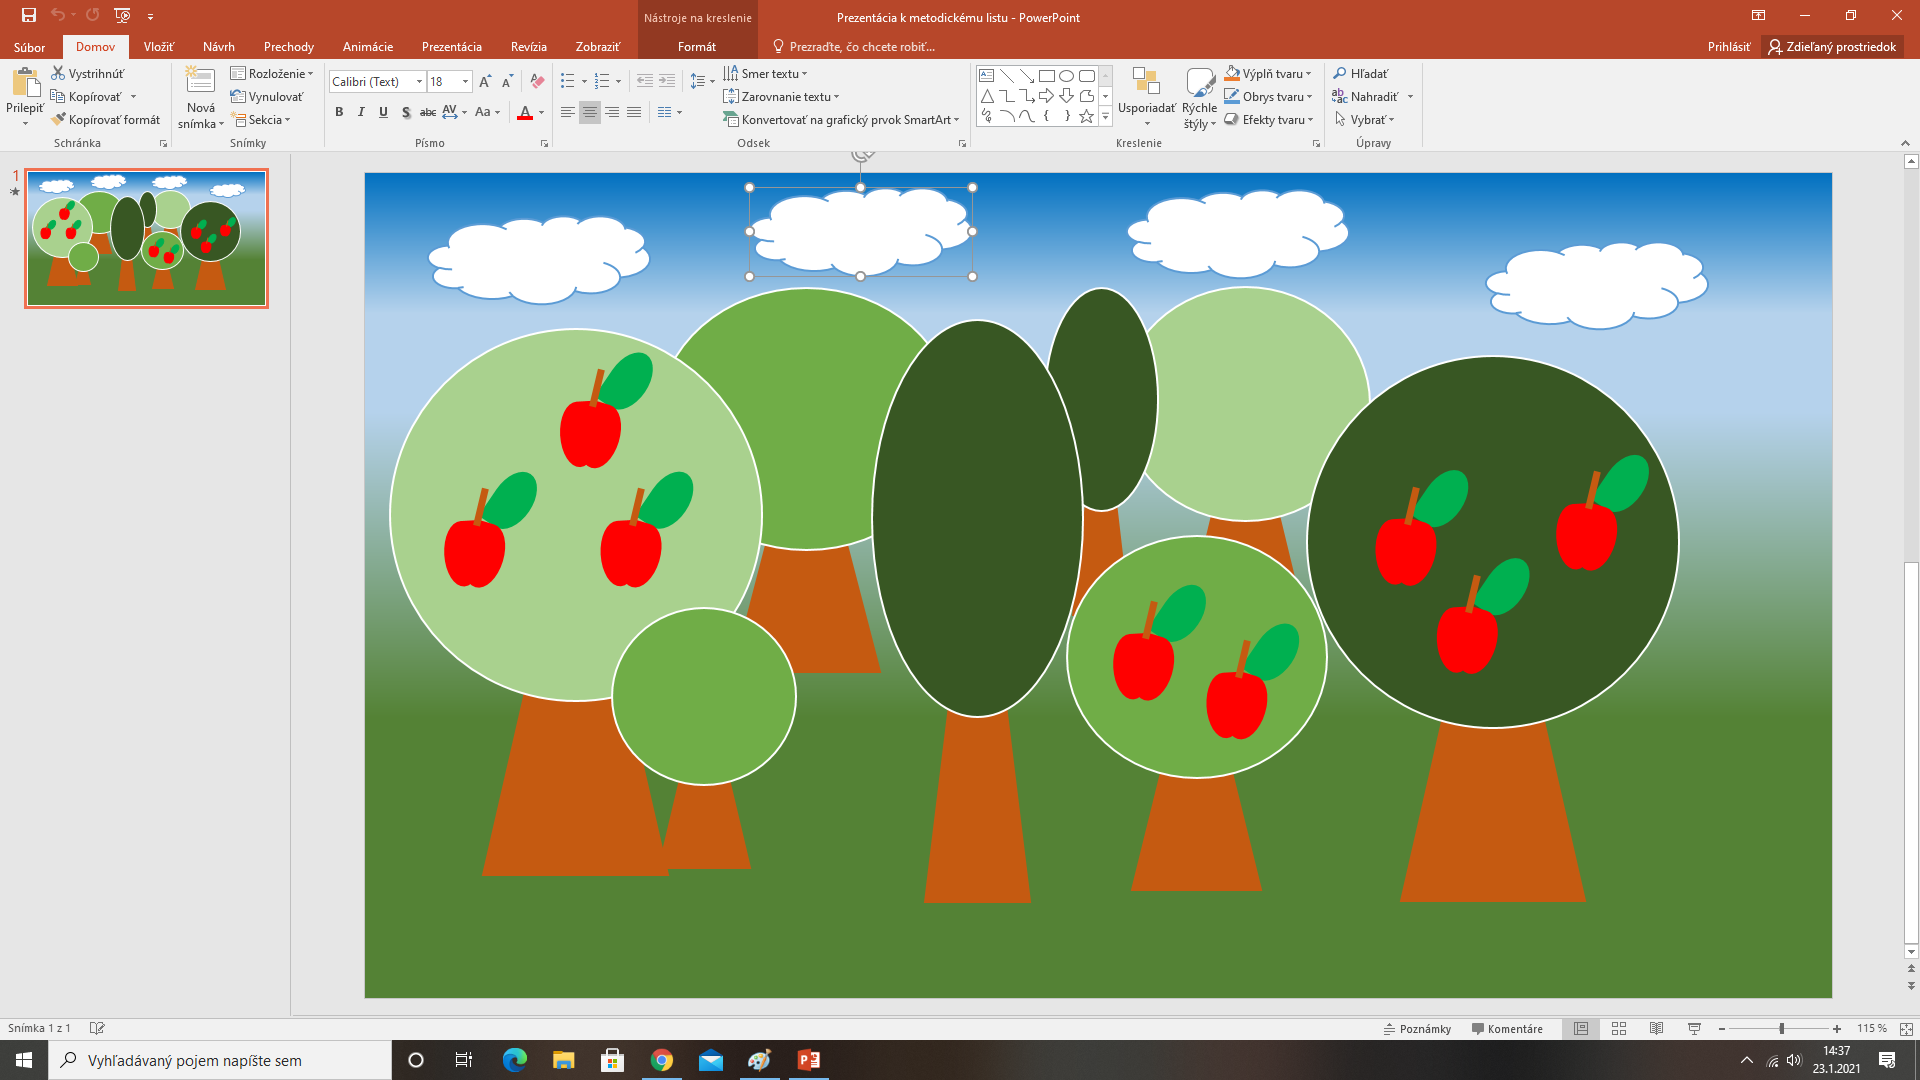 Nástroje na kreslenie
Prezentácia k metodickému listu - PowerPoint
Súbor
Domov
Vložiť
Návrh
Prechody
Animácie
Prezentácia
Revízia
Zobraziť
Formát
Prezraďte, čo chcete robiť...
Prihlásiť
Zdieľaný prostriedok
Prilepiť
Vystrihnúť
Kopírovať
Kopírovať formát
Schránka
Nová
snímka
Rozloženie
Vynulovať
Sekcia
Snímky
Calibri (Text)
18
B I U S abc AV Aa A
Písmo
Smer textu
Zarovnanie textu
Konvertovať na grafický prvok SmartArt
Odsek
Usporiadať
Rýchle
štýly
Výplň tvaru
Obrys tvaru
Efekty tvaru
Kreslenie
Hľadať
Nahradiť
Vybrať
Úpravy
1
Snímka 1 z 1
Poznámky
Komentáre
115 %
Vyhľadávaný pojem napíšte sem
14:37
23.1.2021